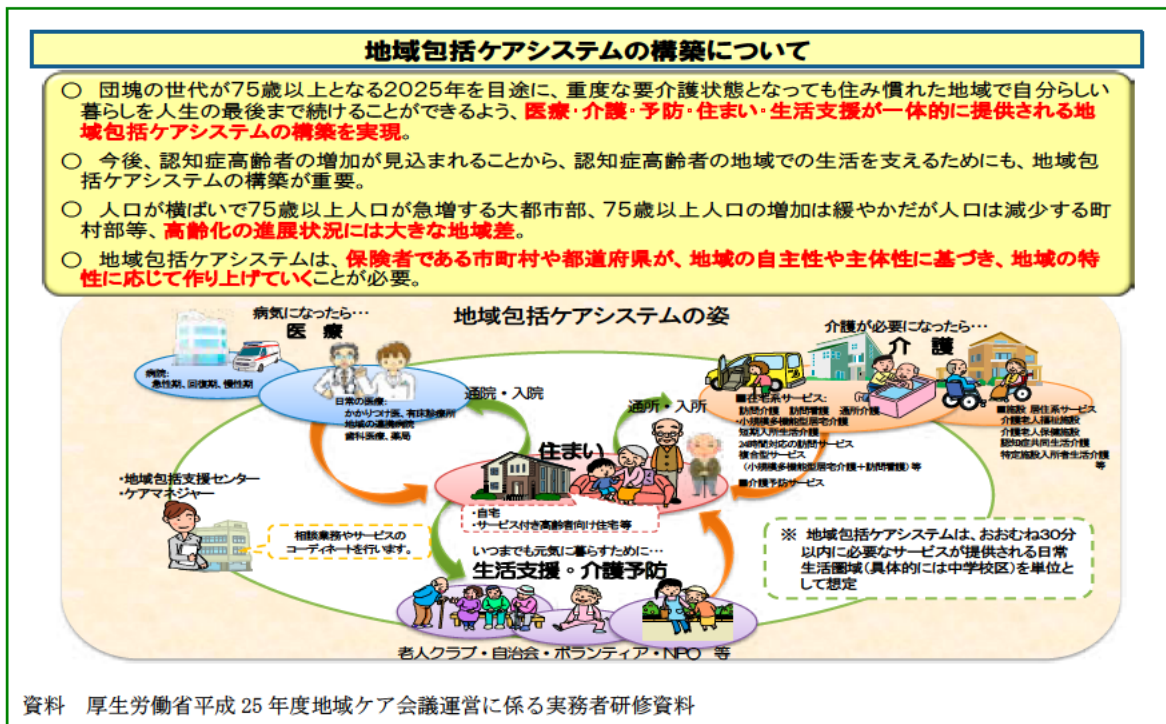 地域包括ケアシステムの構築について
○ 団塊の世代が75歳以上となる2025年を目途に、重度な要介護状態となっても住み慣れた地域で自分らしい
暮らしを人生の最後まで続けることができるよう、医療・介護・予防・住まい・生活支援が一体的に提供される地
域包括ケアシステムの構築を実現。
○ 今後、認知症高齢者の増加が見込まれることから、認知症高齢者の地域での生活を支えるためにも、地域包
括ケアシステムの構築が重要。
○ 人口が横ばいで75歳以上人口が急増する大都市部、75歳以上人口の増加は緩やかだが人口は減少する町
村部等、高齢化の進展状況には大きな地域差。
○ 地域包括ケアシステムは、保険者である市町村や都道府県が、地域の自主性や主体性に基づき、地域の特
性に応じて作り上げていくことが必要。
地域包括ケアシステムの姿
病気になったら…
医 療
病院:
急性期、回復期、慢性期
日常の医療:
かかりつけ医、有床診療所
地域の連携病院
歯科医療、薬局
通院・入院
通所・入所
介護が必要になったら…
介 護
■在宅系サービス:
訪問介護 訪問看護 通所介護
・小規模多機能型居宅介護
短期入所生活介護
24時間対応の訪問サービス
複合型サービス
(小規模多機能型居宅介護+訪問看護)等
■介護予防サービス
■施設 居住系サービス
介護老人福祉施設
介護老人保健施設
認知症共同生活介護
特定施設入所者生活介護
等
住まい
・自宅
・サービス付き高齢者向け住宅等
・地域包括支援センター
・ケアマネジャー
相談業務やサービスの
コーディネートを行います。
いつまでも元気に暮らすために…
生活支援・介護予防
老人クラブ・自治会・ボランティア・NPO 等
※ 地域包括ケアシステムは、おおむね30分
以内に必要なサービスが提供される日常
生活圏域(具体的には中学校区)を単位と
して想定
資料 厚生労働省平成 25 年度地域ケア会議運営に係る実務者研修資料